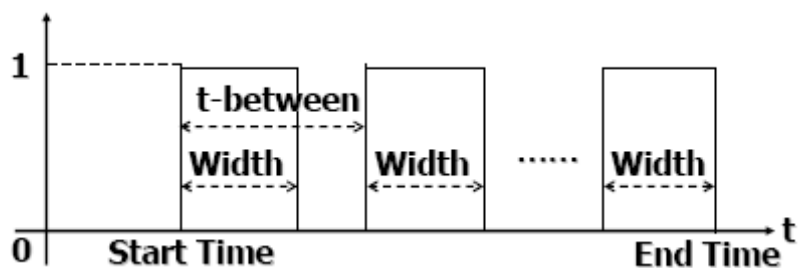 1
t-between
Width Width ...... Width
t
0 Start Time End Time